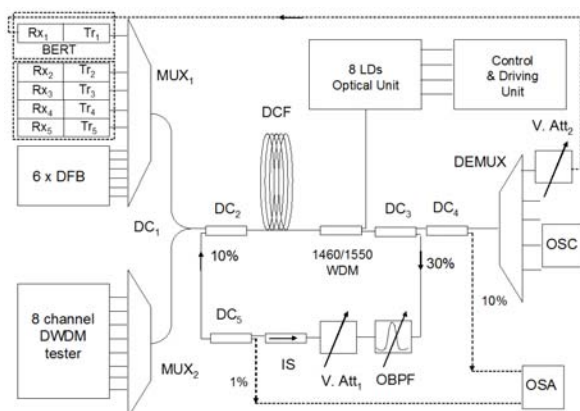 Rx1 Tr1
BERT
Rx2 Tr2
Rx3 Tr3
Rx4 Tr4
Rx5 Tr5
6 x DFB
MUX1
DCF
8 LDs
Optical Unit
Control
& Driving
Unit
V. Att2
DEMUX
DC1
DC2
DC3
DC4
OSC
10%
1460/1550
WDM
30%
10%
8 channel
DWDM
tester
MUX2
DC5
IS
V. Att1
OBPF
1%
OSA